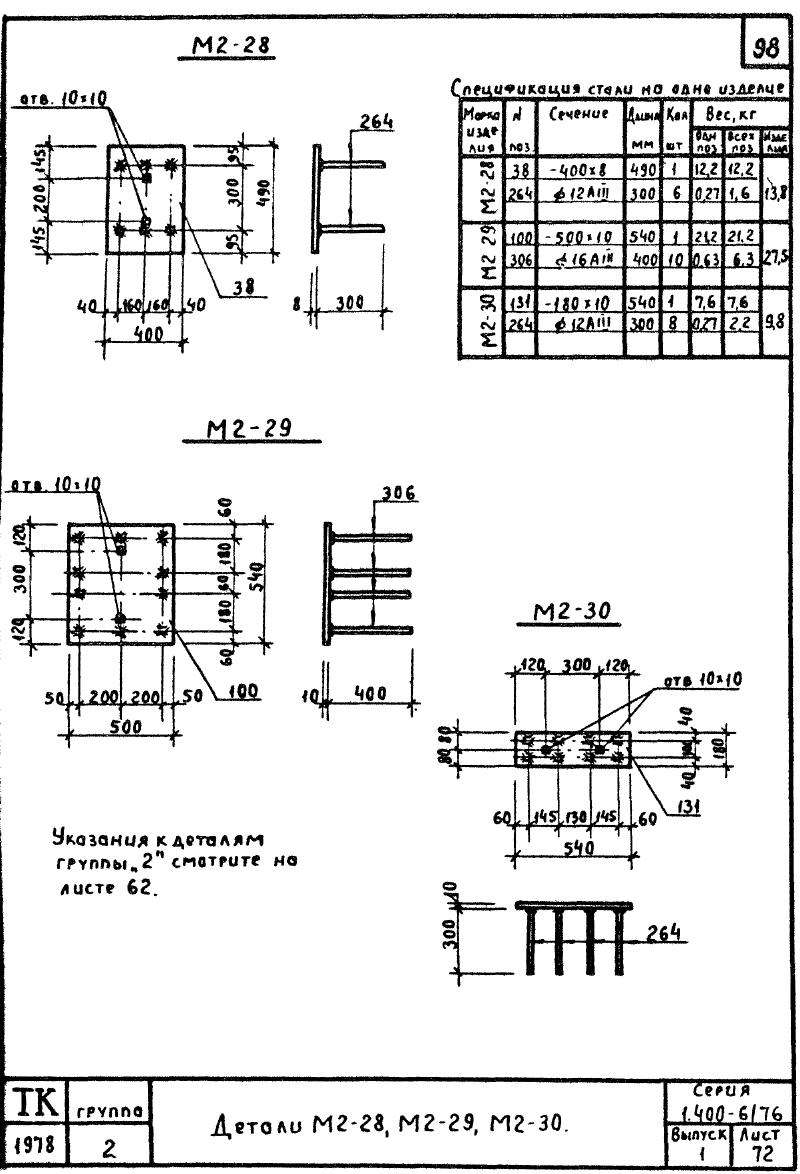 98
М2-28
отв. 10×10
145
200
145
95
300
95
490
38
40 160 160 40
400
264
8 300
Спецификация стали на одно изделие
Марка изделия N поз. Сечение Длина мм Кол шт Вес, кг
Одн поз Всех поз Изделия
М2-28 38 -400×8 490 1 12,2 12,2 13,8
264 ϕ12АIII 300 6 0,27 1,6
М2 29 100 -500×10 540 1 21,2 21,2 27,5
306 ϕ16АIII 400 10 0,63 6,3
М2-30 131 -180×10 540 1 7,6 7,6 9,8
264 ϕ12АIII 300 8 0,27 2,2
М2-29
отв. 10×10
120
300
120
60
180
60
180
60
540
100
50 200 200 50
500
306
10 400
М2-30
120 300 120
отв 10×10
40
40
180
131
60 145 130 145 60
540
10
300
264
Указания к деталям
группы „2" смотрите на
листе 62.
ТК
1978
группа
2
Детали М2-28, М2-29, М2-30.
Серия
1.400-6/76
Выпуск
1
Лист
72